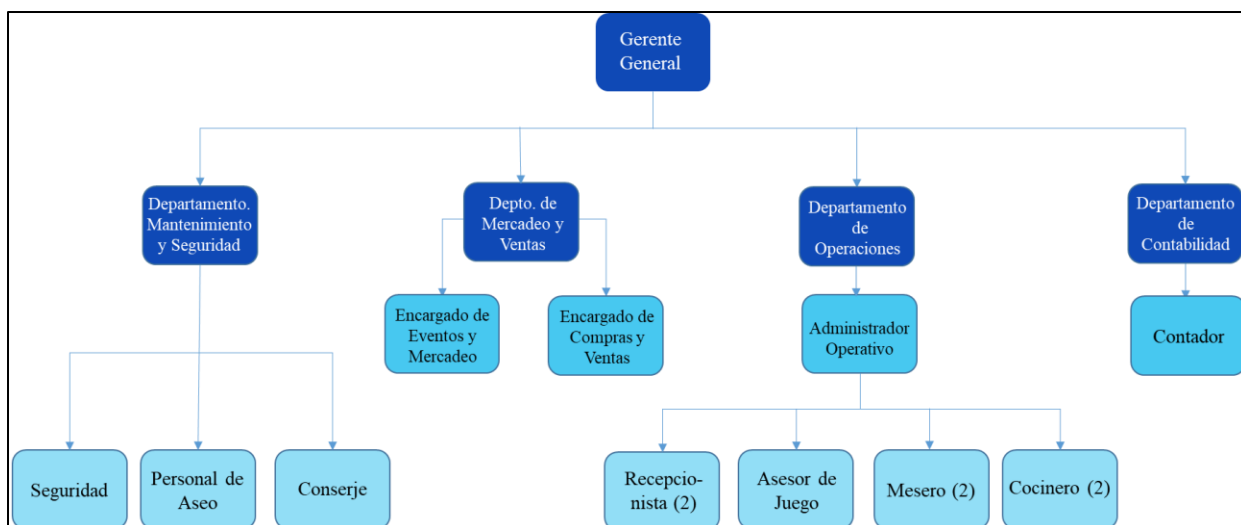 Gerente
General
Departamento.
Mantenimiento
y Seguridad
Depto. de
Mercadeo y
Ventas
Departamento
de
Operaciones
Departamento
de
Contabilidad
Encargado de
Eventos y
Mercadeo
Encargado de
Compras y
Ventas
Administrador
Operativo
Contador
Seguridad
Personal de
Aseo
Conserje
Recepcio-
nista (2)
Asesor de
Juego
Mesero (2)
Cocinero (2)